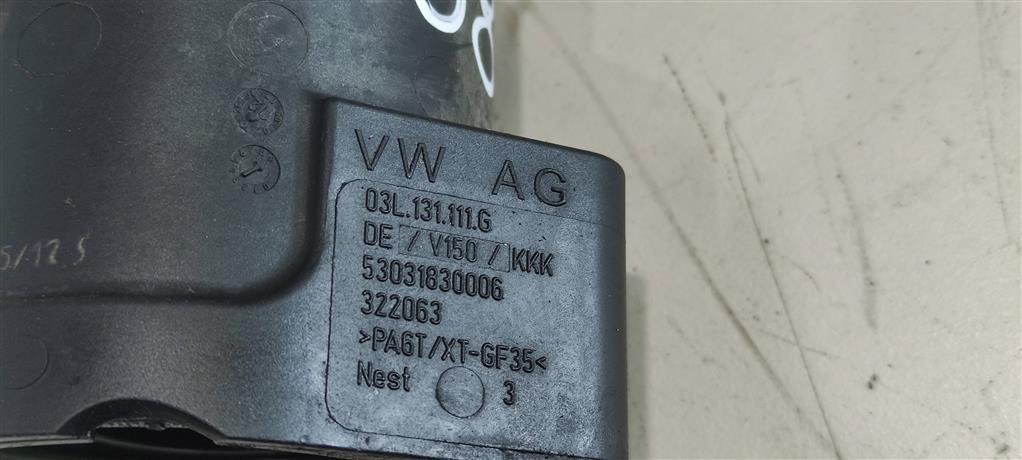 VW AG
03L.131.111.G
DE / V150 / KKK
53031830006
322063
>PA6T/XT-GF35<
Nest 3